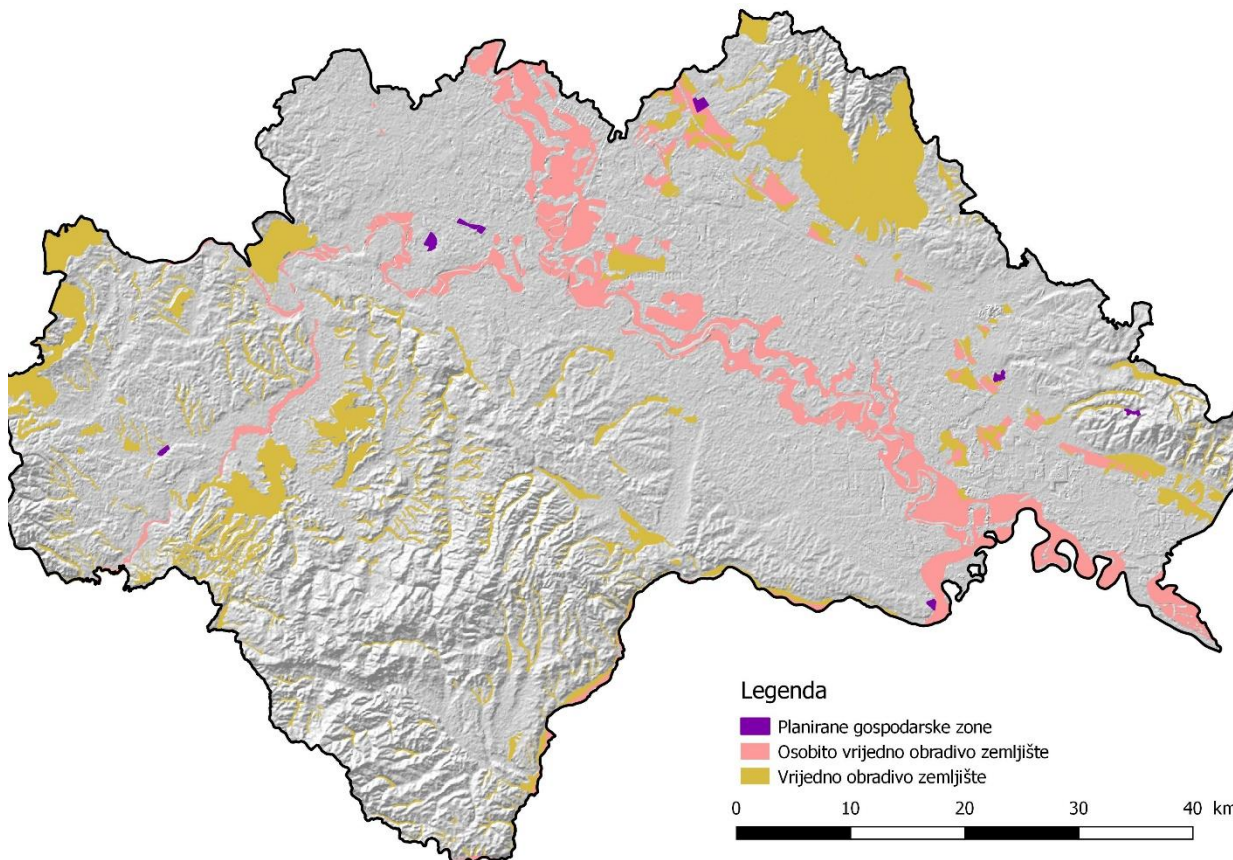 Legenda
Planirane gospodarske zone
Osobito vrijedno obradivo zemljište
Vrijedno obradivo zemljište
0 10 20 30 40 km